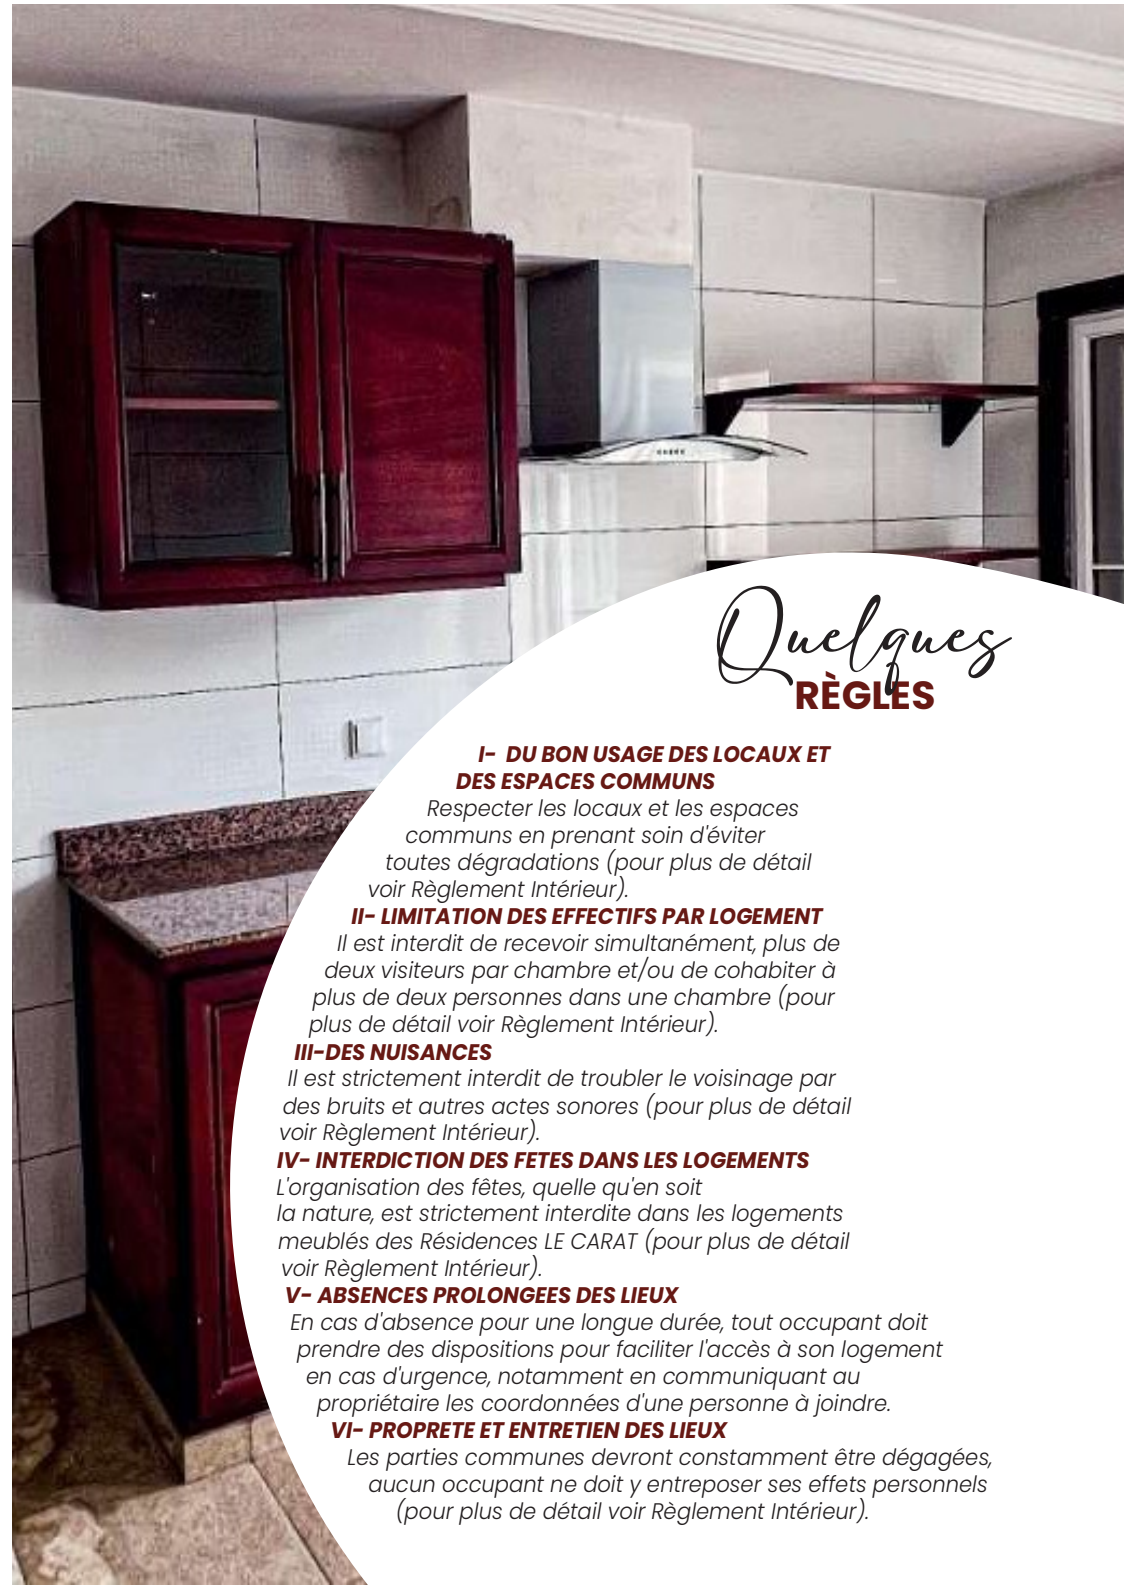 Quelques
RÈGLES
I- DU BON USAGE DES LOCAUX ET
DES ESPACES COMMUNS
Respecter les locaux et les espaces
communs en prenant soin d'éviter
toutes dégradations (pour plus de détail
voir Règlement Intérieur).
II- LIMITATION DES EFFECTIFS PAR LOGEMENT
Il est interdit de recevoir simultanément, plus de
deux visiteurs par chambre et/ou de cohabiter à
plus de deux personnes dans une chambre (pour
plus de détail voir Règlement Intérieur).
III-DES NUISANCES
Il est strictement interdit de troubler le voisinage par
des bruits et autres actes sonores (pour plus de détail
voir Règlement Intérieur).
IV- INTERDICTION DES FETES DANS LES LOGEMENTS
L'organisation des fêtes, quelle qu'en soit
la nature, est strictement interdite dans les logements
meublés des Résidences LE CARAT (pour plus de détail
voir Règlement Intérieur).
V- ABSENCES PROLONGEES DES LIEUX
En cas d'absence pour une longue durée, tout occupant doit
prendre des dispositions pour faciliter l'accès à son logement
en cas d'urgence, notamment en communiquant au
propriétaire les coordonnées d'une personne à joindre.
VI- PROPRETE ET ENTRETIEN DES LIEUX
Les parties communes devront constamment être dégagées,
aucun occupant ne doit y entreposer ses effets personnels
(pour plus de détail voir Règlement Intérieur).